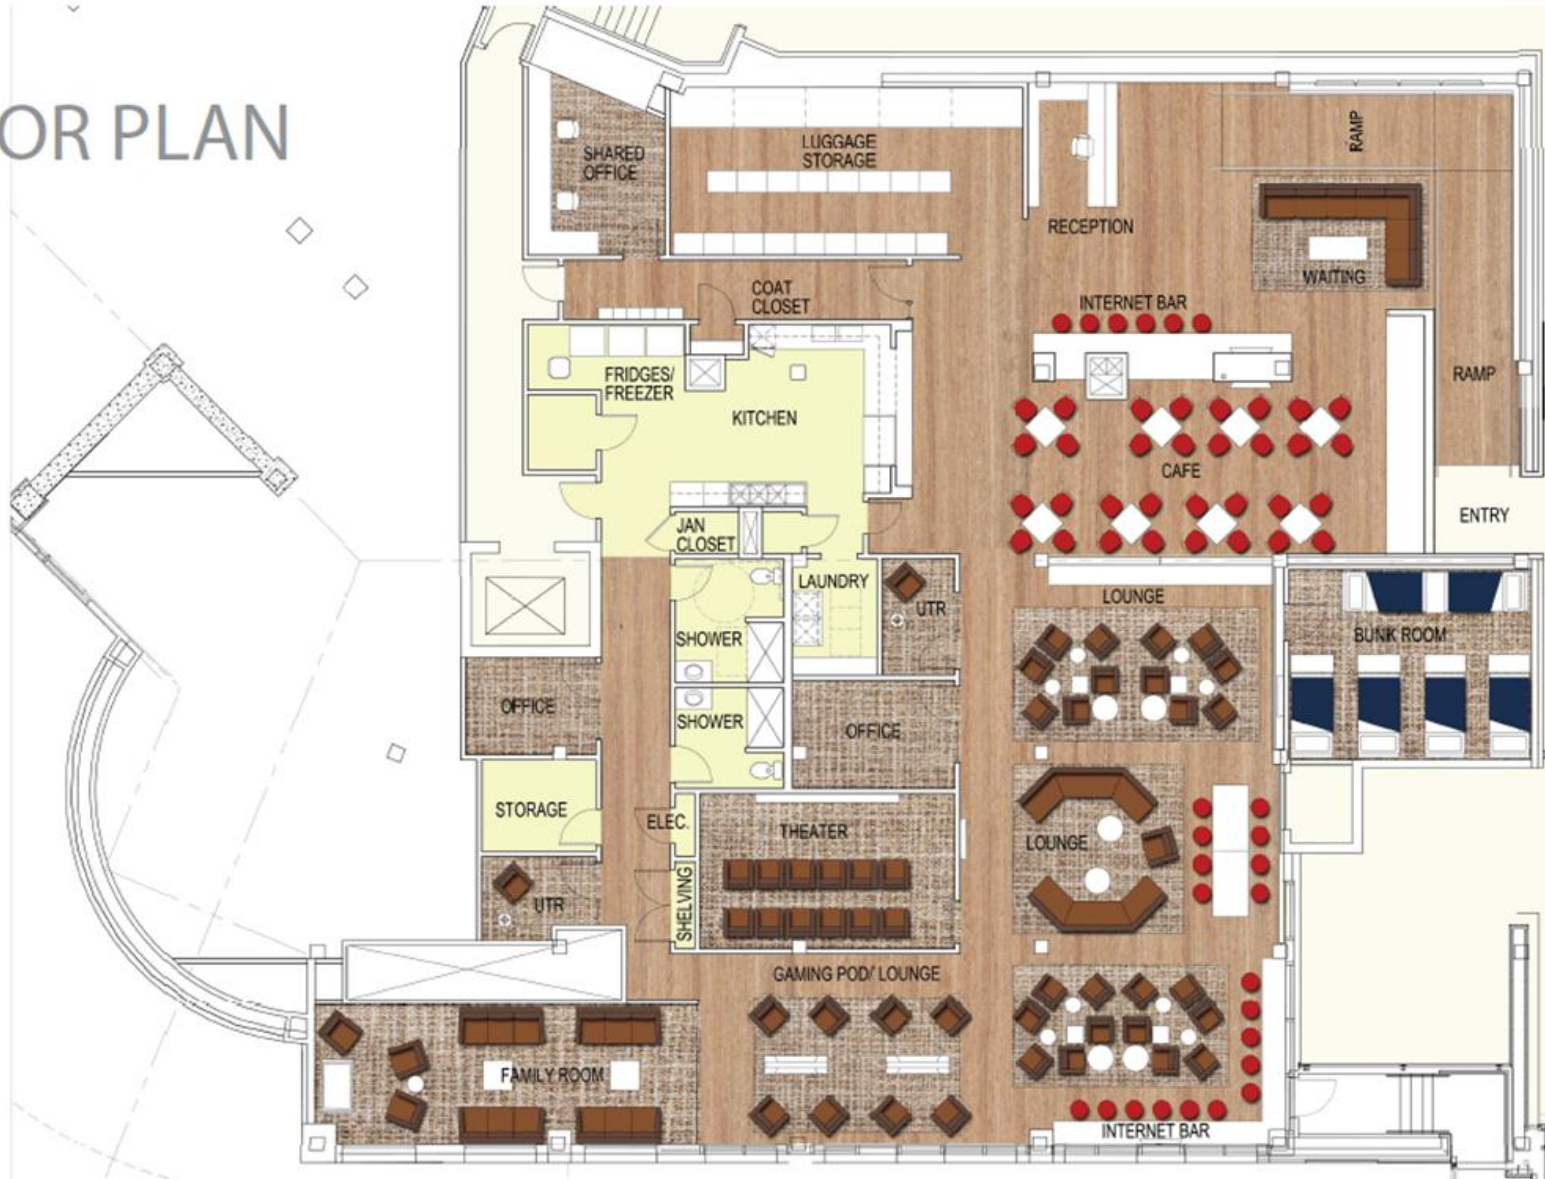 OR PLAN
SHARED
OFFICE
LUGGAGE
STORAGE
RAMP
RECEPTION
WAITING
COAT
CLOSET
INTERNET BAR
FRIDGES/
FREEZER
KITCHEN
RAMP
CAFE
ENTRY
JAN
CLOSET
LAUNDRY
UTR
LOUNGE
BUNK ROOM
SHOWER
OFFICE
SHOWER
OFFICE
STORAGE
ELEC.
THEATER
LOUNGE
UTR
SHELVING
GAMING POD/ LOUNGE
FAMILY ROOM
INTERNET BAR